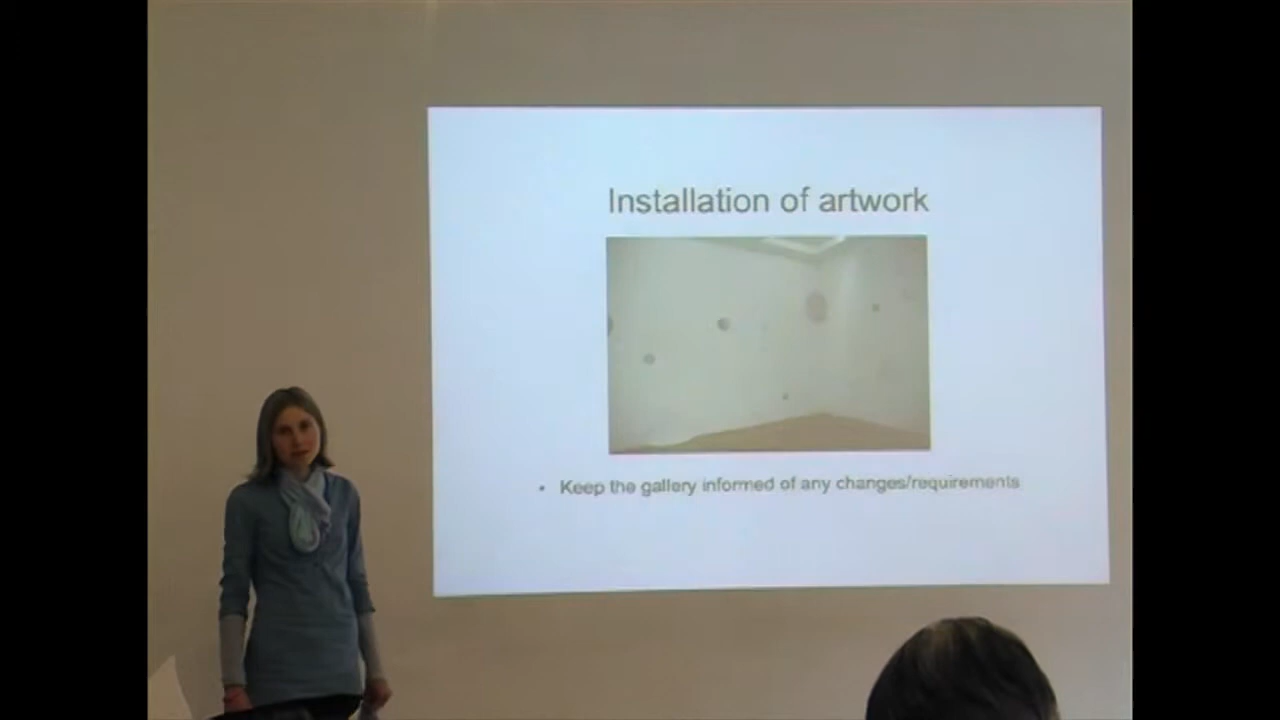 Installation of artwork
• Keep the gallery informed of any changes/requirements